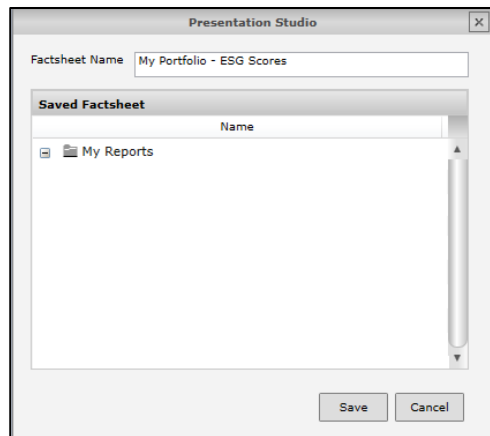 Presentation Studio
Factsheet Name My Portfolio - ESG Scores
Saved Factsheet
Name
My Reports
Save Cancel